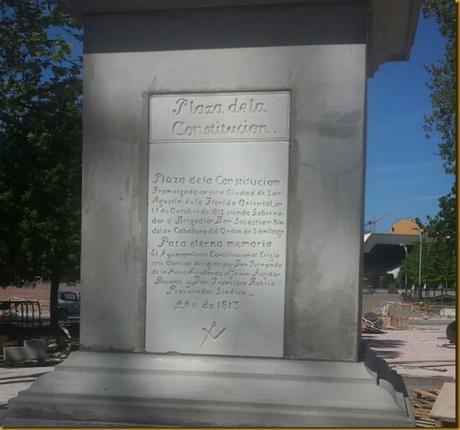 Plaza de la
Constitucion.
Plaza de la Constitucion
Promulgada en esta Ciudad de San
Agustin de la Florida Oriental, en
17 de Octubre de 1812 siendo Goberna-
dor el Brigadier Don Sebastian
Caballero del Orden de Santiago
Para eterna memoria
El Ayuntamiento Constitucional Erigio
este Obelisco dirigido por Don Fernando
de la Maza Arredondo el Joven Regidor
Decano y Don Francisco Robira
Procurador Sindico.
Año de 1813